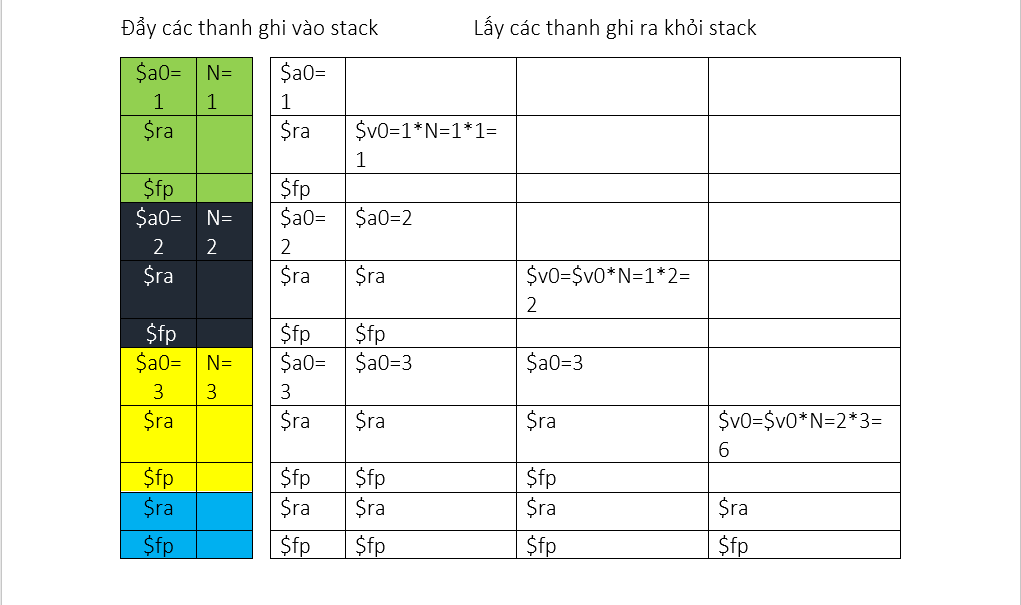 Đẩy các thanh ghi vào stack Lấy các thanh ghi ra khỏi stack
$a0= N= $a0=
1 1 1
$ra $ra $v0=1*N=1*1=
1
$fp $fp
$a0= N= $a0= $a0=2
2 2 2
$ra $ra $ra $v0=$v0*N=1*2=
2
$fp $fp $fp
$a0= N= $a0= $a0=3 $a0=3
3 3 3
$ra $ra $ra $ra $v0=$v0*N=2*3=
6
$fp $fp $fp $fp
$ra $ra $ra $ra $ra
$fp $fp $fp $fp $fp